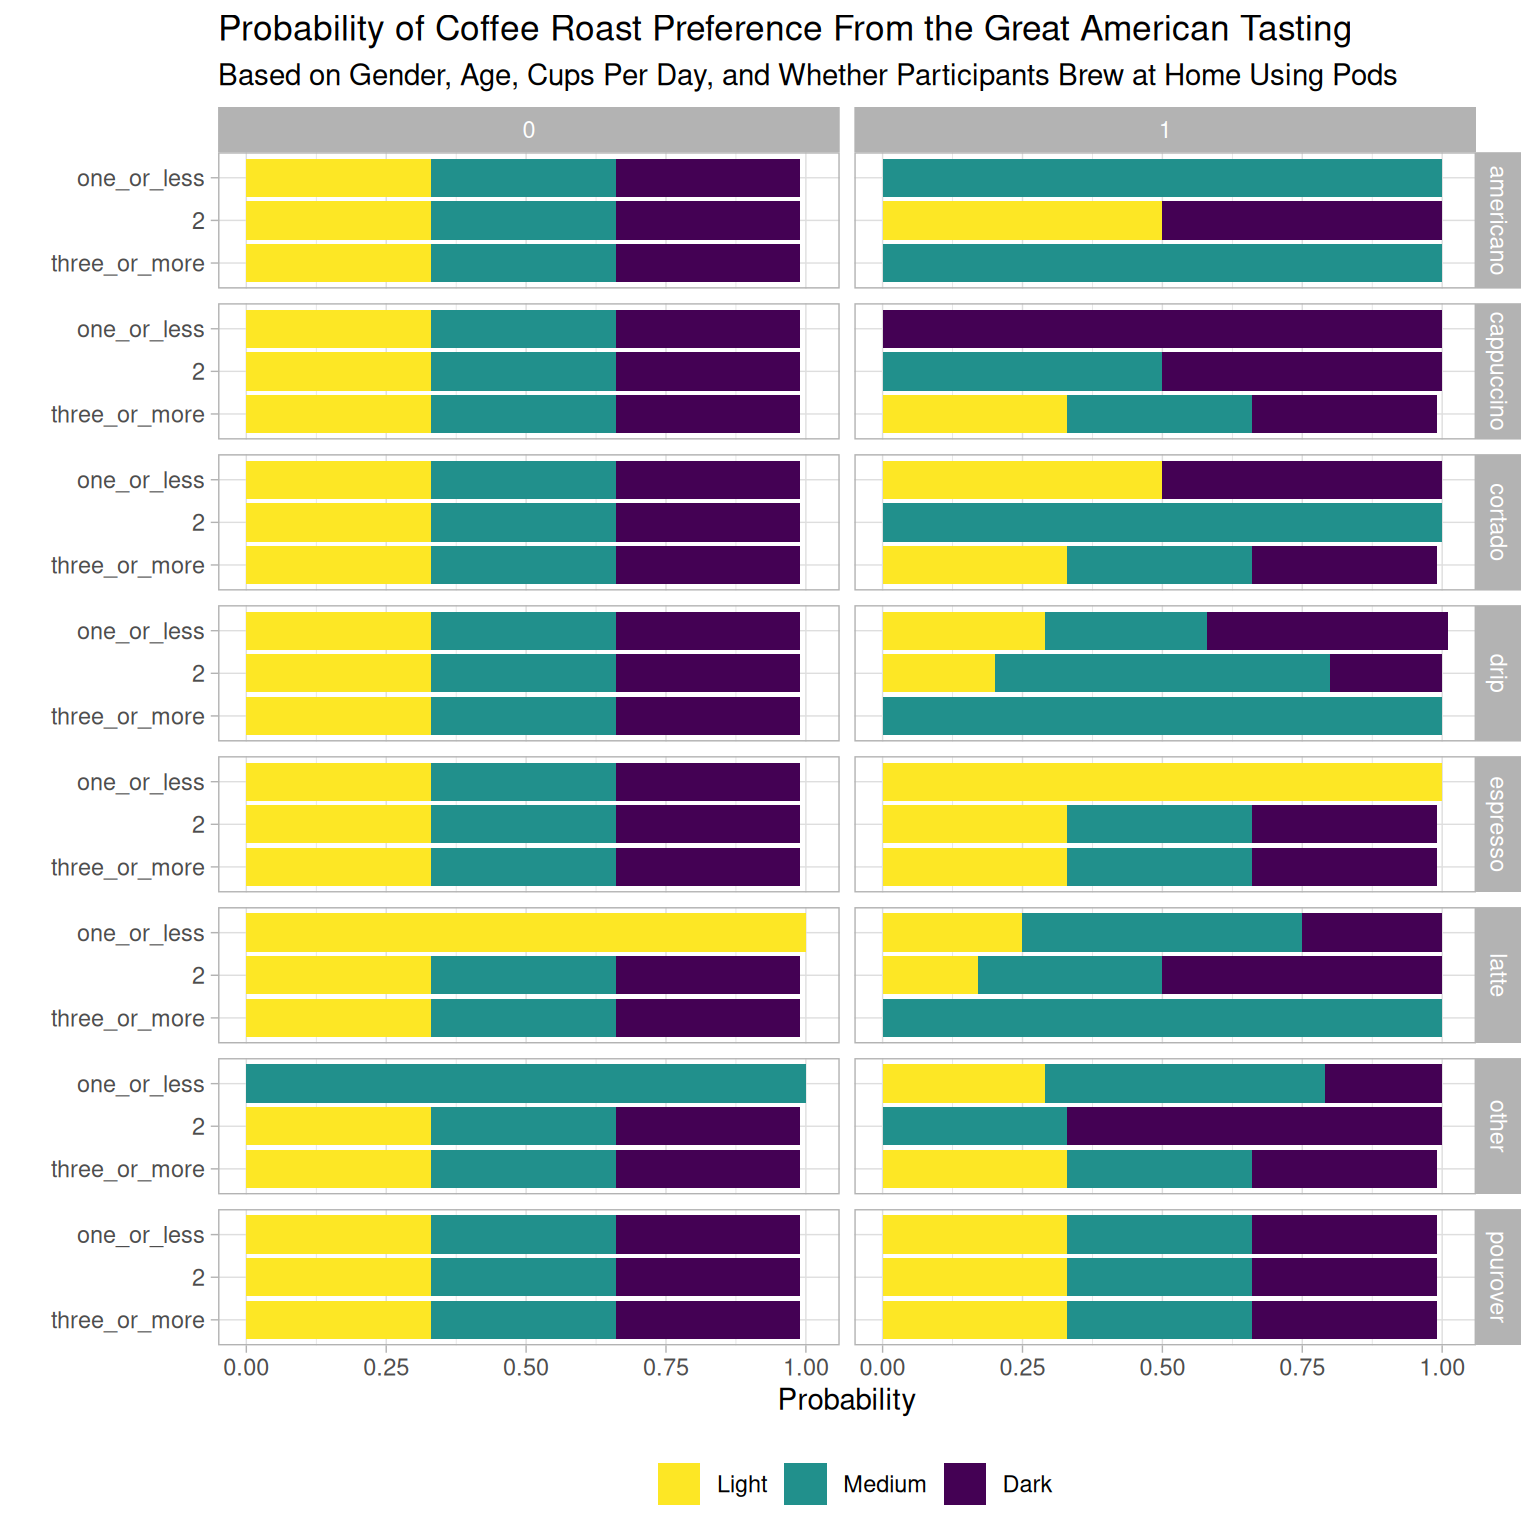 Probability of Coffee Roast Preference From the Great American Tasting
Based on Gender, Age, Cups Per Day, and Whether Participants Brew at Home Using Pods
0
1
one_or_less
2
three_or_more
americano
one_or_less
2
three_or_more
cappuccino
one_or_less
2
three_or_more
cortado
one_or_less
2
three_or_more
drip
one_or_less
2
three_or_more
espresso
one_or_less
2
three_or_more
latte
one_or_less
2
three_or_more
other
one_or_less
2
three_or_more
pourover
0.00 0.25 0.50 0.75 1.00 0.00 0.25 0.50 0.75 1.00
Probability
Light Medium Dark